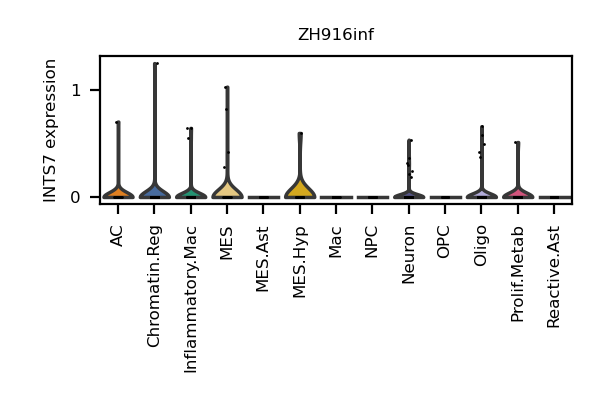 ZH916inf
INTS7 expression
1
0
AC
Chromatin.Reg
Inflammatory.Mac
MES
MES.Ast
MES.Hyp
Mac
NPC
Neuron
OPC
Oligo
Prolif.Metab
Reactive.Ast